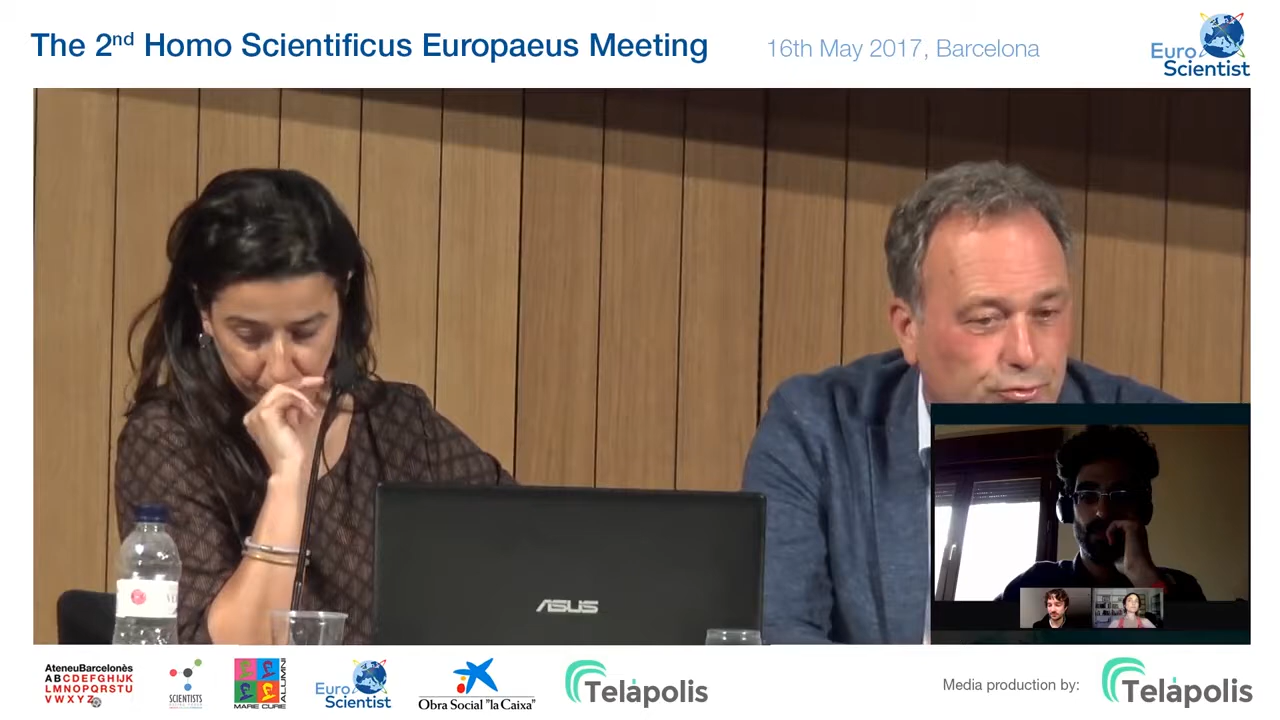 The 2nd Homo Scientificus Europaeus Meeting
16th May 2017, Barcelona
Euro
Scientist
ASUS
AteneuBarcelonès
ABCDEFGHIJK
LMNOPQRSTU
VWXYZ
SCIENTISTS
MARIE CURIE ALUMNI
Euro
Scientist
Obra Social "la Caixa"
Telàpolis
Media production by:
Telàpolis